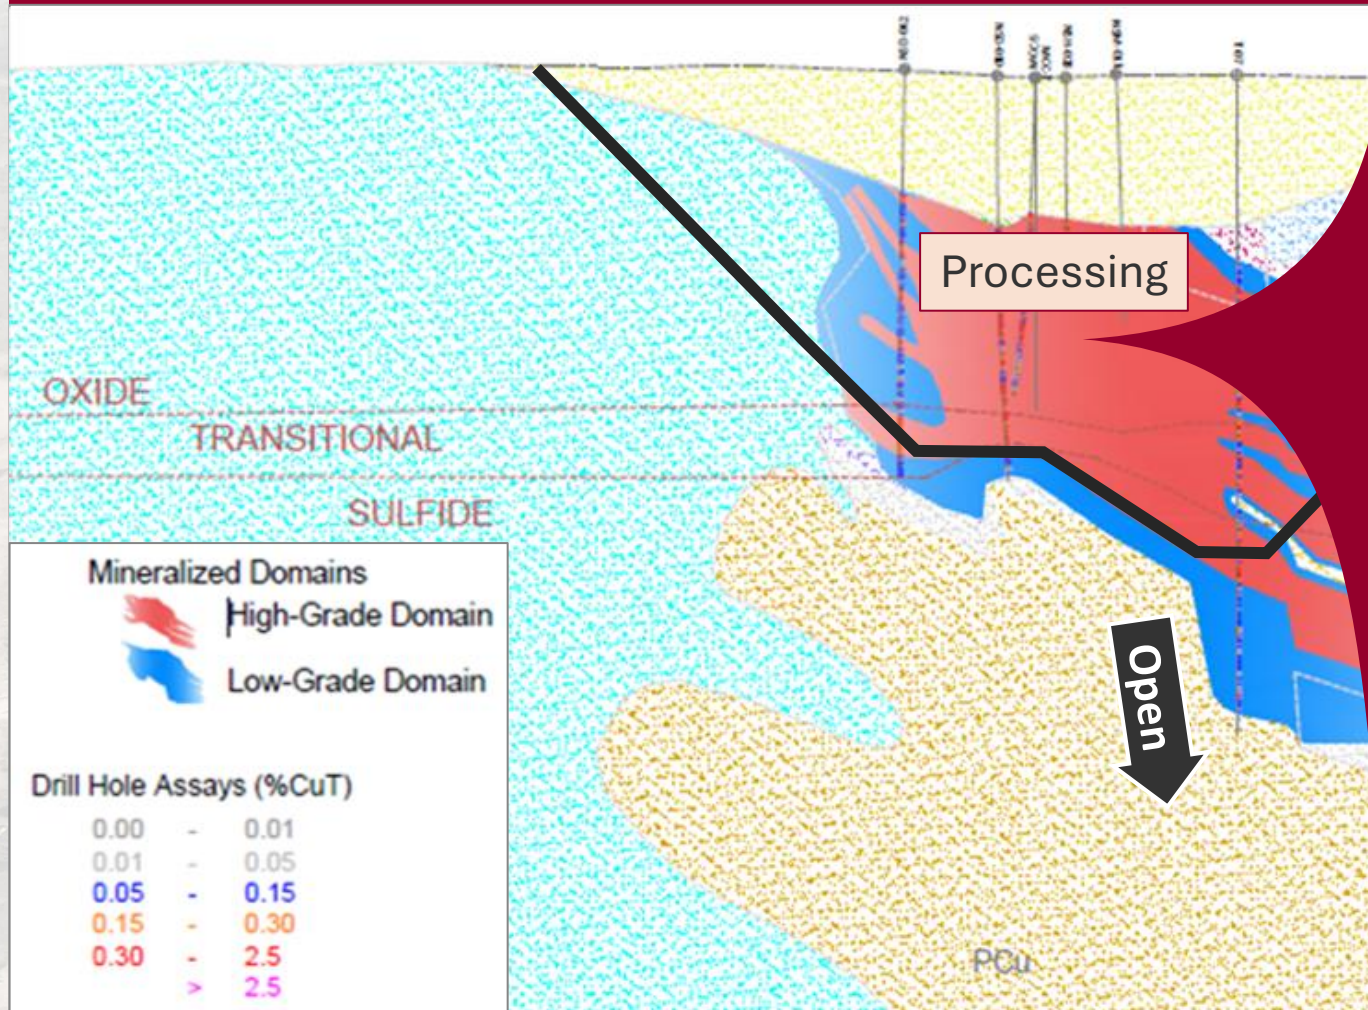 Processing
OXIDE
TRANSITIONAL
SULFIDE
Mineralized Domains
High-Grade Domain
Low-Grade Domain
Open
Drill Hole Assays (%CuT)
0.00 - 0.01
0.01 - 0.05
0.05 - 0.15
0.15 - 0.30
0.30 - 2.5
> 2.5
PCu